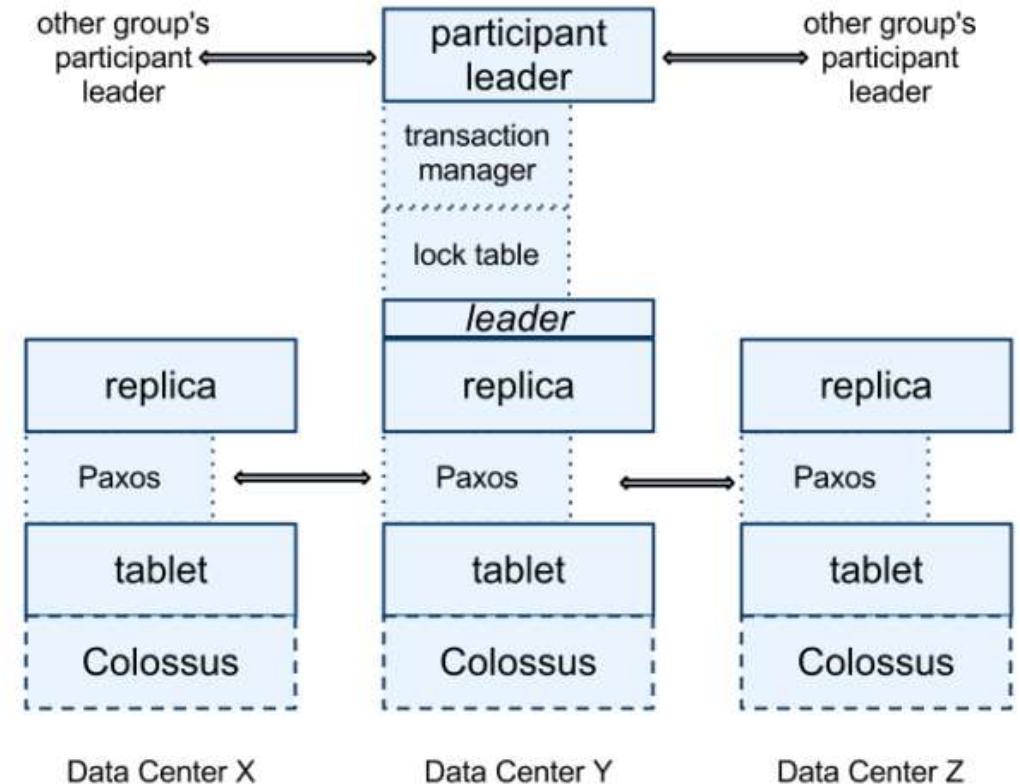 other group's
participant
leader
participant
leader
other group's
participant
leader
transaction
manager
lock table
leader
replica
replica
replica
Paxos
Paxos
Paxos
tablet
tablet
tablet
Colossus
Colossus
Colossus
Data Center X
Data Center Y
Data Center Z